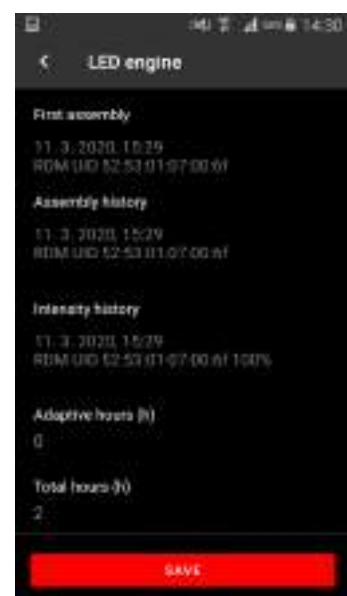 14:30
LED engine
First assembly
11. 3. 2020, 15:29
RDM UID 52:53:01:07:00:6f
Assembly history
11. 3. 2020, 15:29
RDM UID 52:53:01:07:00:6f
Intensity history
11. 3. 2020, 15:29
RDM UID 52:53:01:07:00:6f 100%
Adaptive hours (h)
0
Total hours (h)
2
SAVE